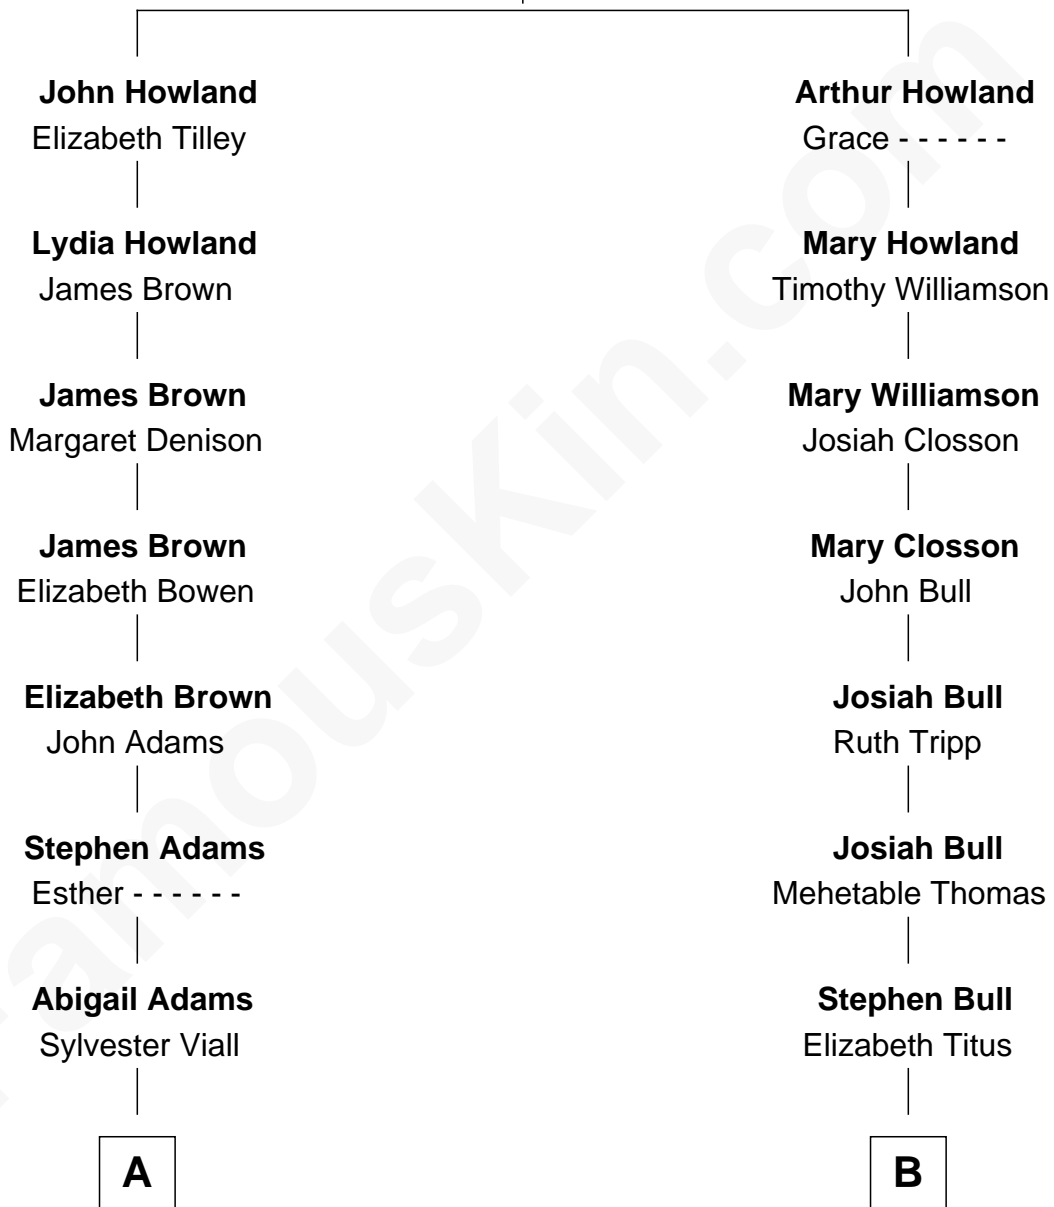 John Howland
Elizabeth Tilley
Lydia Howland
James Brown
James Brown
Margaret Denison
James Brown
Elizabeth Bowen
Elizabeth Brown
John Adams
Stephen Adams
Esther - - - - - -
Abigail Adams
Sylvester Viall
A
Arthur Howland
Grace - - - - - -
Mary Howland
Timothy Williamson
Mary Williamson
Josiah Closson
Mary Closson
John Bull
Josiah Bull
Ruth Tripp
Josiah Bull
Mehetable Thomas
Stephen Bull
Elizabeth Titus
B
FamousKin.com